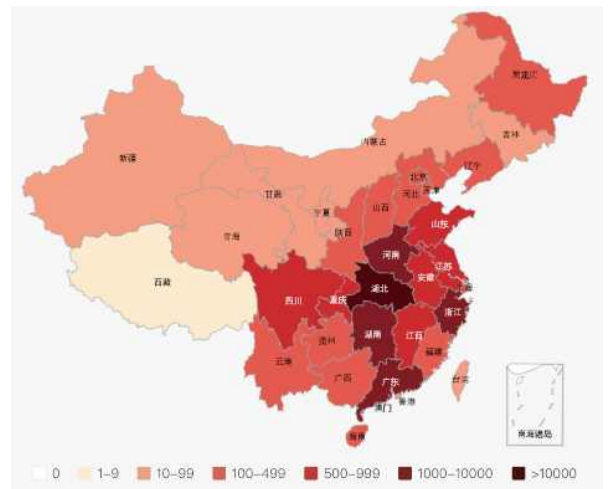 黑龙江
吉林
内蒙古
新疆
辽宁
甘肃
北京
天津
河北
宁夏
山西
青海
陕西
山东
河南
西藏
江苏
安徽
四川
湖北
重庆
浙江
湖南
江西
贵州
福建
云南
台湾
广西
广东
香港
澳门
海南
南海诸岛
0 1-9 10-99 100-499 500-999 1000-10000 >10000